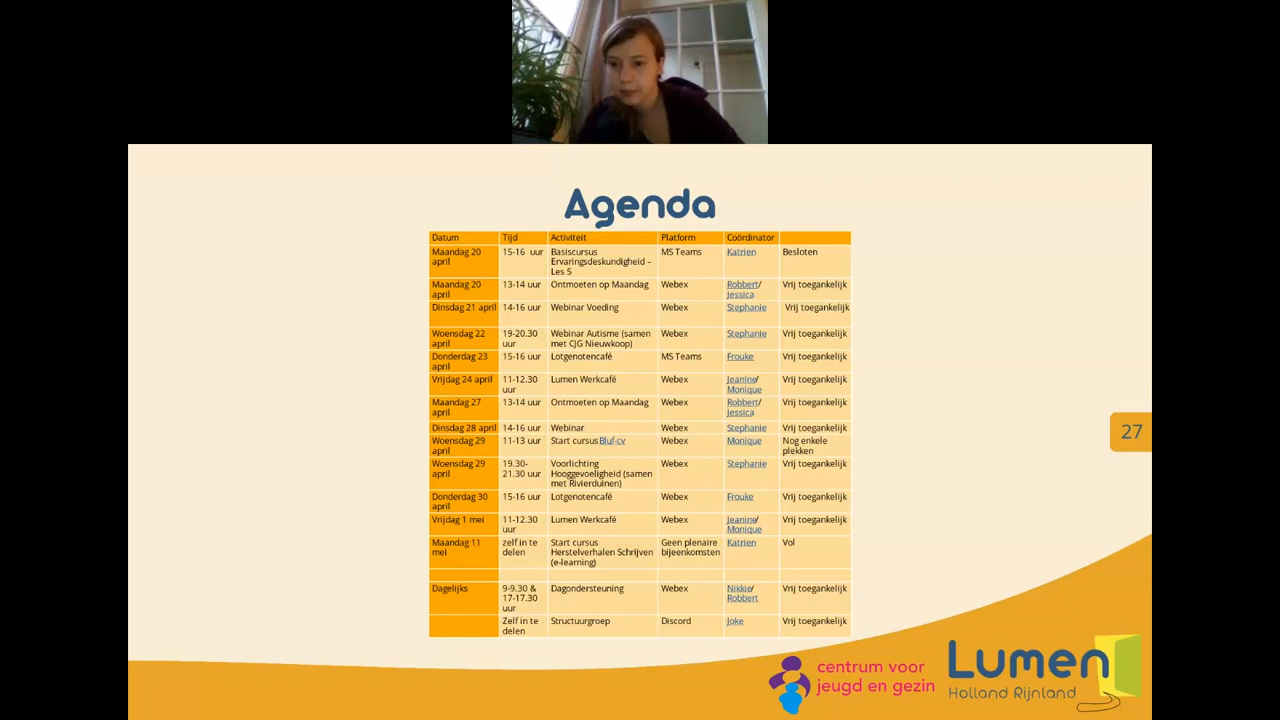 Agenda
Datum Tijd Activiteit Platform Coördinator
Maandag 20 april 15-16 uur Basiscursus Ervaringsdeskundigheid – Les 5 MS Teams Katrien Besloten
Maandag 20 april 13-14 uur Ontmoeten op Maandag Webex Robbert/ Jessica Vrij toegankelijk
Dinsdag 21 april 14-16 uur Webinar Voeding Webex Stephanie Vrij toegankelijk
Woensdag 22 april 19-20.30 uur Webinar Autisme (samen met CJG Nieuwkoop) Webex Stephanie Vrij toegankelijk
Donderdag 23 april 15-16 uur Lotgenotencafé MS Teams Frouke Vrij toegankelijk
Vrijdag 24 april 11-12.30 uur Lumen Werkcafé Webex Jeanine/ Monique Vrij toegankelijk
Maandag 27 april 13-14 uur Ontmoeten op Maandag Webex Robbert/ Jessica Vrij toegankelijk
Dinsdag 28 april 14-16 uur Webinar Webex Stephanie Vrij toegankelijk
Woensdag 29 april 11-13 uur Start cursus Bluf-cv Webex Monique Nog enkele plekken
Woensdag 29 april 19.30-21.30 uur Voorlichting Hooggevoeligheid (samen met Rivierduinen) Webex Stephanie Vrij toegankelijk
Donderdag 30 april 15-16 uur Lotgenotencafé Webex Frouke Vrij toegankelijk
Vrijdag 1 mei 11-12.30 uur Lumen Werkcafé Webex Jeanine/ Monique Vrij toegankelijk
Maandag 11 mei zelf in te delen Start cursus Herstelverhalen Schrijven (e-learning) Geen plenaire bijeenkomsten Katrien Vol
Dagelijks 9-9.30 & 17-17.30 uur Dagondersteuning Webex Nikkie/ Robbert Vrij toegankelijk
Zelf in te delen Structuurgroep Discord Joke Vrij toegankelijk
27
centrum voor
jeugd en gezin
Lumen
Holland Rijnland